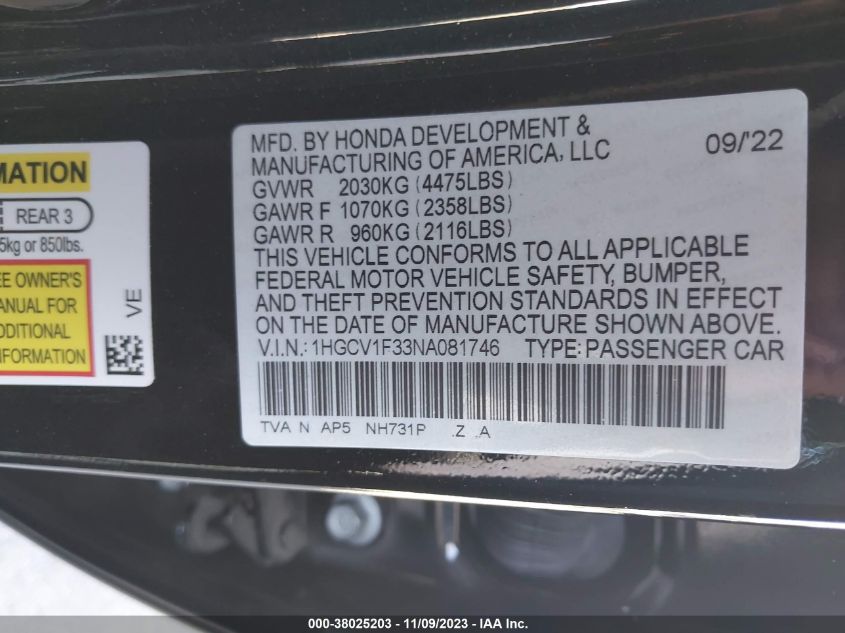 MATION
REAR 3
5kg or 850lbs.
EE OWNER'S
MANUAL FOR
DDITIONAL
FORMATION
VE
MFD. BY HONDA DEVELOPMENT &
MANUFACTURING OF AMERICA, LLC
09/'22
GVWR 2030KG (4475LBS)
GAWR F 1070KG (2358LBS)
GAWR R 960KG (2116LBS)
THIS VEHICLE CONFORMS TO ALL APPLICABLE
FEDERAL MOTOR VEHICLE SAFETY, BUMPER,
AND THEFT PREVENTION STANDARDS IN EFFECT
ON THE DATE OF MANUFACTURE SHOWN ABOVE.
V.I.N.: 1HGCV1F33NA081746 TYPE: PASSENGER CAR
TVA N AP5 NH731P .Z .A
000-38025203 - 11/09/2023 - IAA Inc.